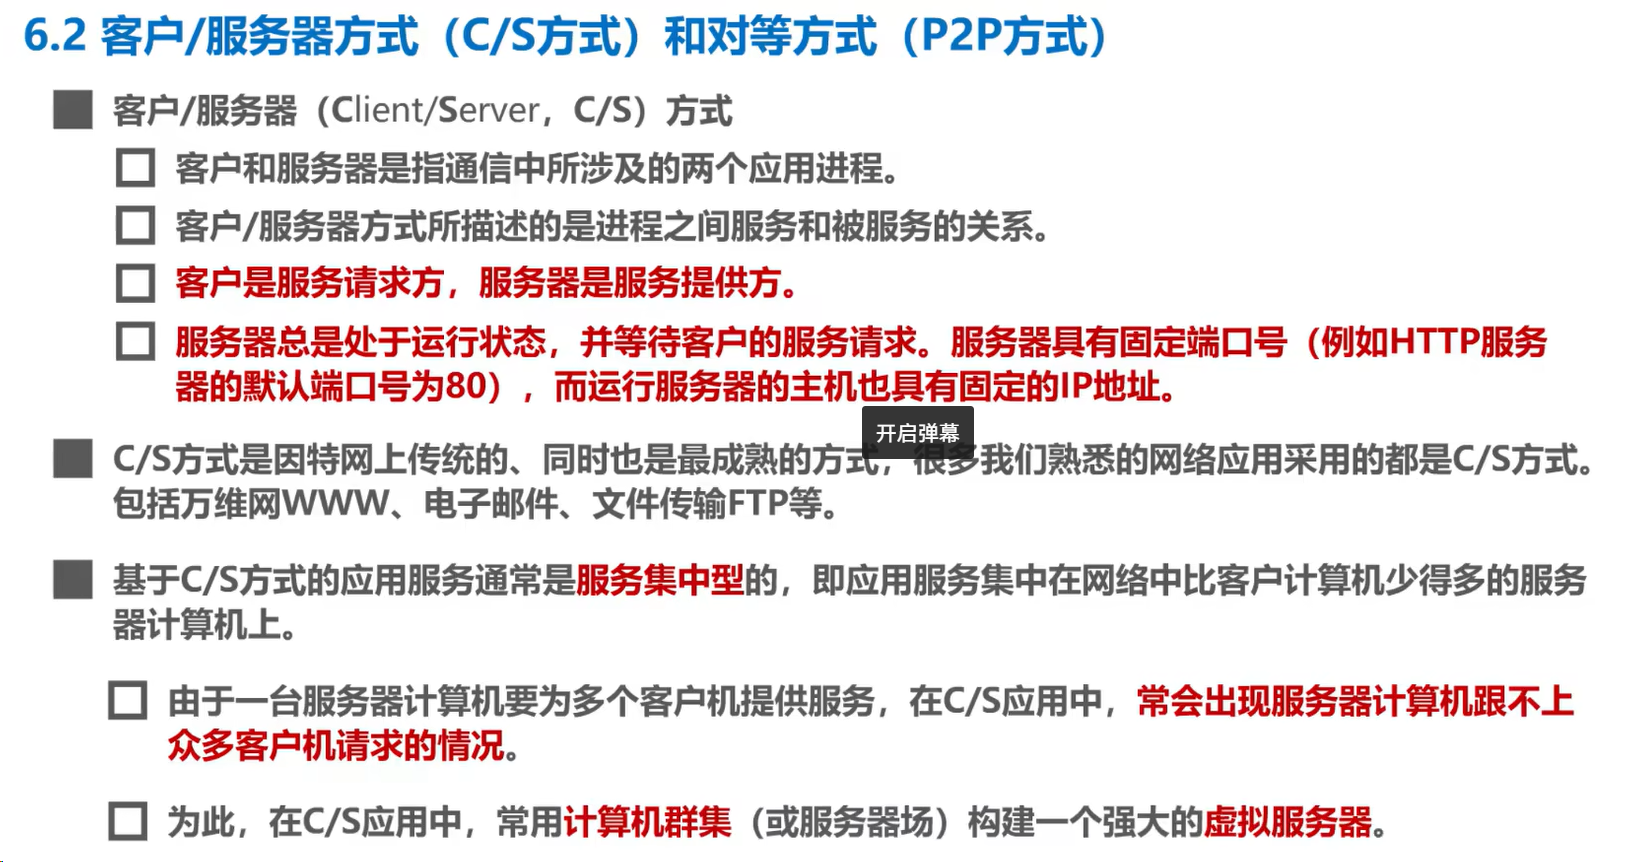 6.2 客户/服务器方式（C/S方式）和对等方式（P2P方式）
客户/服务器（Client/Server，C/S）方式
客户和服务器是指通信中所涉及的两个应用进程。
客户/服务器方式所描述的是进程之间服务和被服务的关系。
客户是服务请求方，服务器是服务提供方。
服务器总是处于运行状态，并等待客户的服务请求。服务器具有固定端口号（例如HTTP服务
器的默认端口号为80），而运行服务器的主机也具有固定的IP地址。
开启弹幕
C/S方式是因特网上传统的、同时也是最成熟的方式，很多我们熟悉的网络应用采用的都是C/S方式。
包括万维网WWW、电子邮件、文件传输FTP等。
基于C/S方式的应用服务通常是服务集中型的，即应用服务集中在网络中比客户计算机少得多的服务
器计算机上。
由于一台服务器计算机要为多个客户机提供服务，在C/S应用中，常会出现服务器计算机跟不上
众多客户机请求的情况。
为此，在C/S应用中，常用计算机群集（或服务器场）构建一个强大的虚拟服务器。